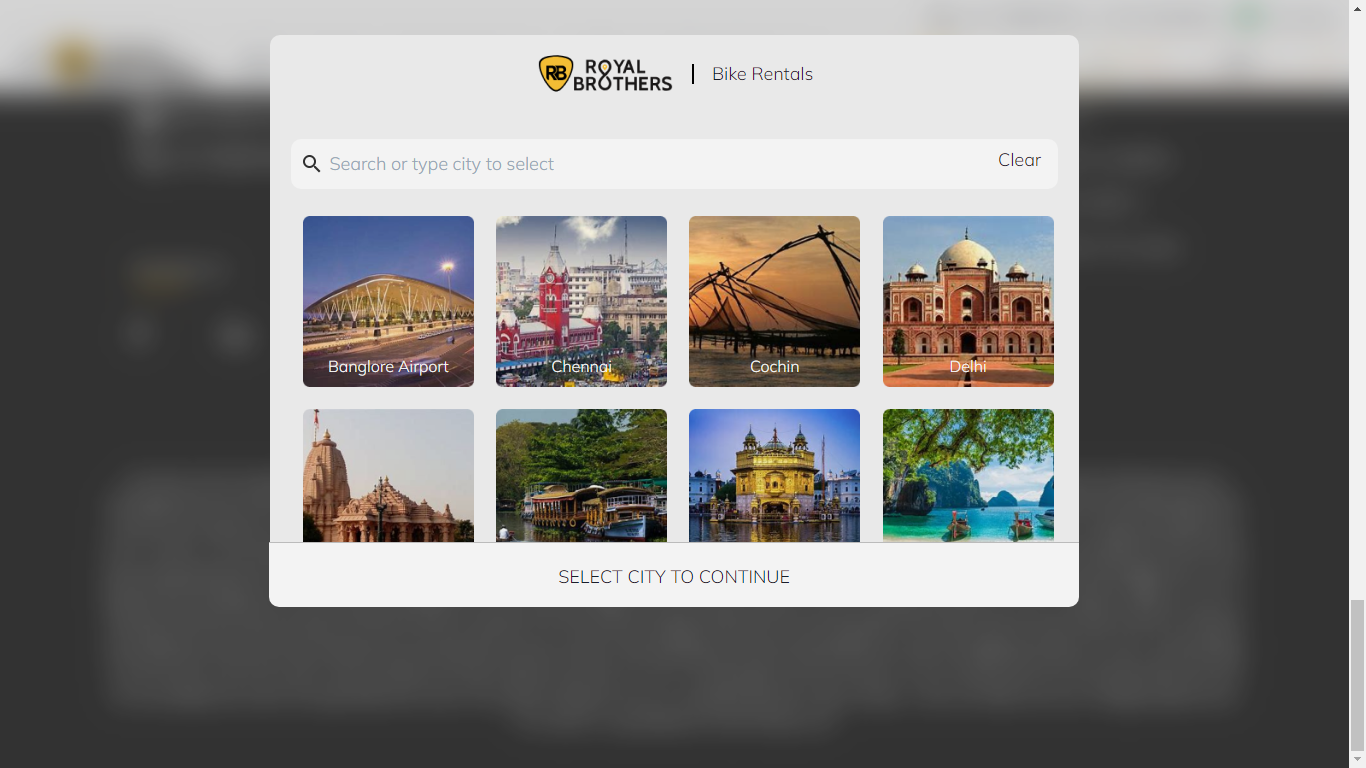 RB ROYAL
BROTHERS
Bike Rentals
Search or type city to select
Clear
Banglore Airport
Chennai
Cochin
Delhi
SELECT CITY TO CONTINUE